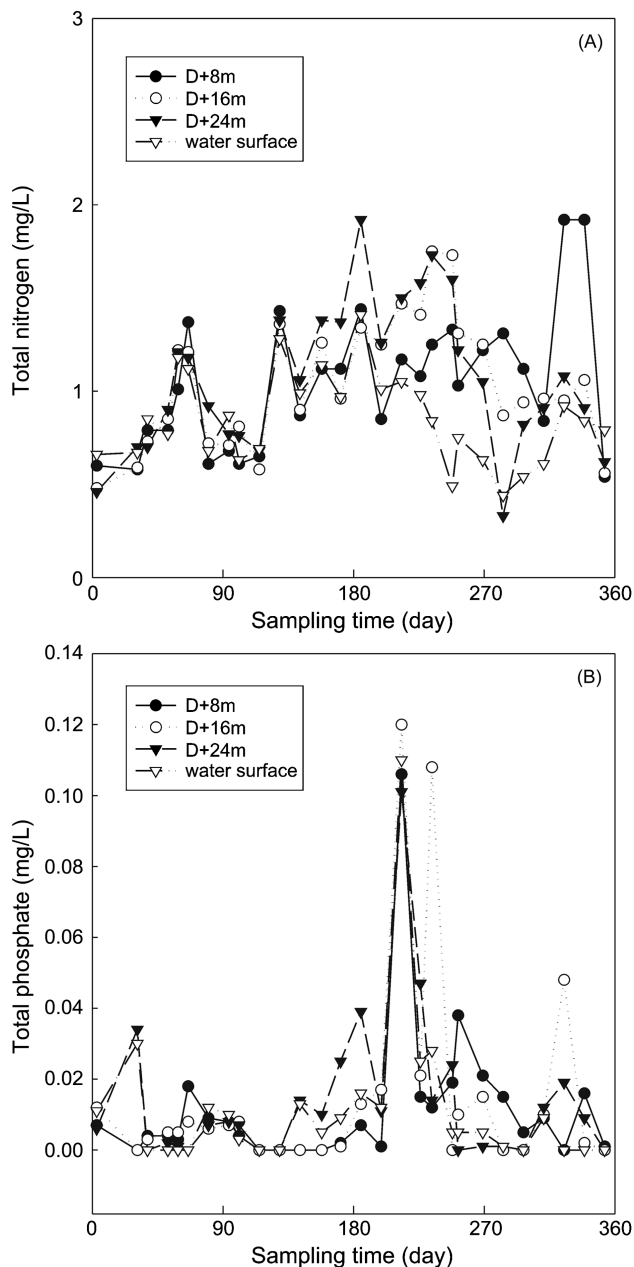 (A)
D+8m
D+16m
D+24m
water surface
Total nitrogen (mg/L)
3
2
1
0
0 90 180 270 360
Sampling time (day)
(B)
D+8m
D+16m
D+24m
water surface
Total phosphate (mg/L)
0.14
0.12
0.10
0.08
0.06
0.04
0.02
0.00
0 90 180 270 360
Sampling time (day)